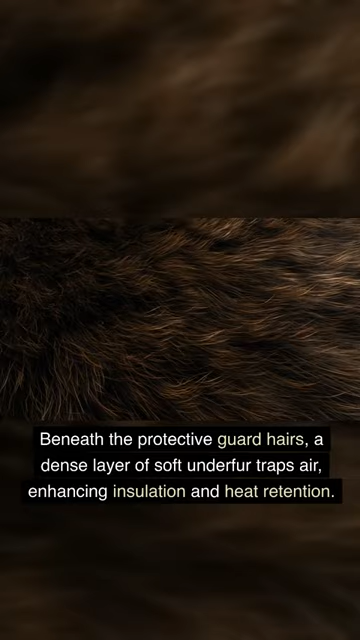 Beneath the protective guard hairs, a
dense layer of soft underfur traps air,
enhancing insulation and heat retention.